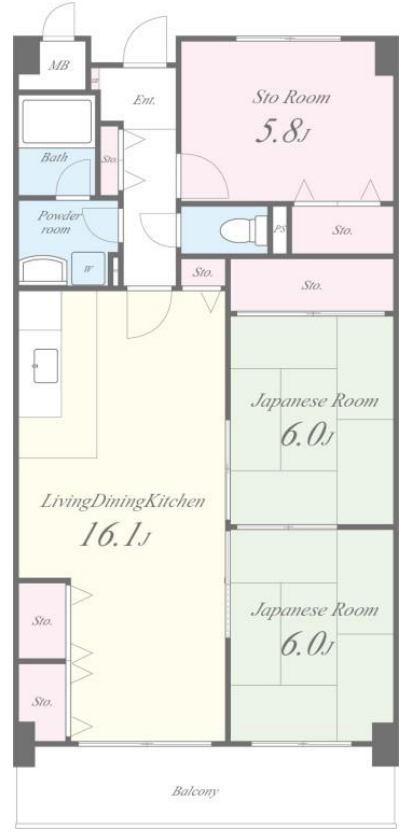 MB
Ent.
Sto Room
5.8J
Bath
Sto.
Powder
room
W
PS
Sto.
Sto.
Sto.
Japanese Room
6.0J
LivingDiningKitchen
16.1J
Japanese Room
6.0J
Sto.
Sto.
Balcony